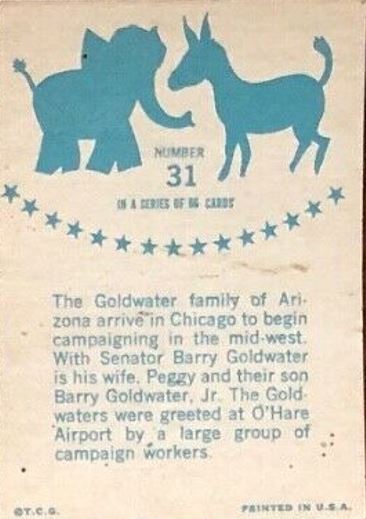 NUMBER
31
IN A SERIES OF 66 CARDS
The Goldwater family of Ari-
zona arrive in Chicago to begin
campaigning in the mid-west.
With Senator Barry Goldwater
is his wife, Peggy and their son
Barry Goldwater, Jr. The Gold-
waters were greeted at O'Hare
Airport by a large group of
campaign workers.
©T.C.G.
PRINTED IN U.S.A.